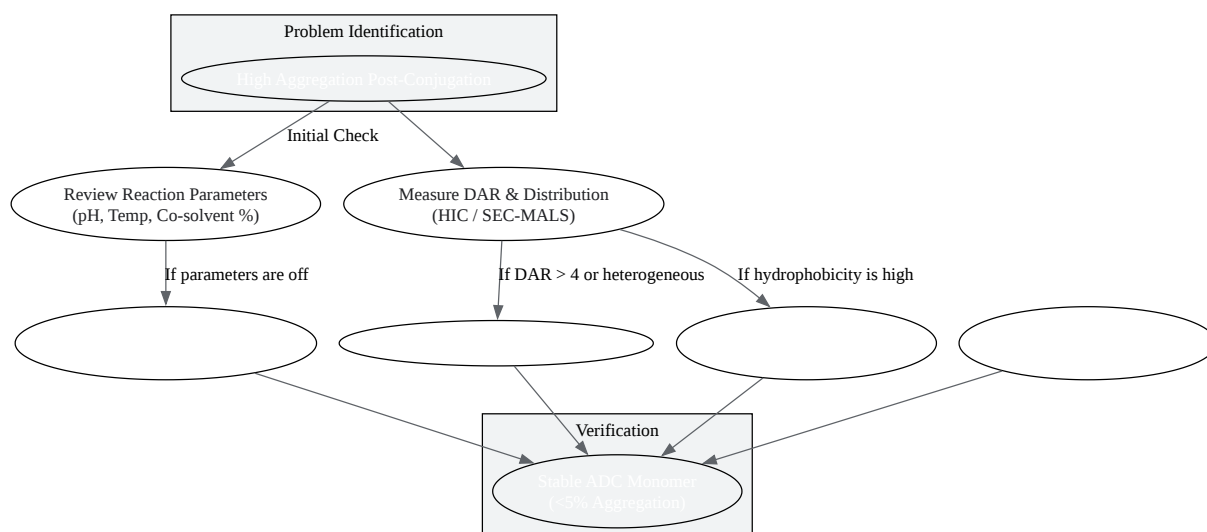 Problem Identification
High Aggregation Post-Conjugation
Initial Check
Review Reaction Parameters
(pH, Temp, Co-solvent %)
Measure DAR & Distribution
(HIC / SEC-MALS)
If parameters are off
If DAR > 4 or heterogeneous
If hydrophobicity is high
Verification
Stable ADC Monomer
(<5% Aggregation)